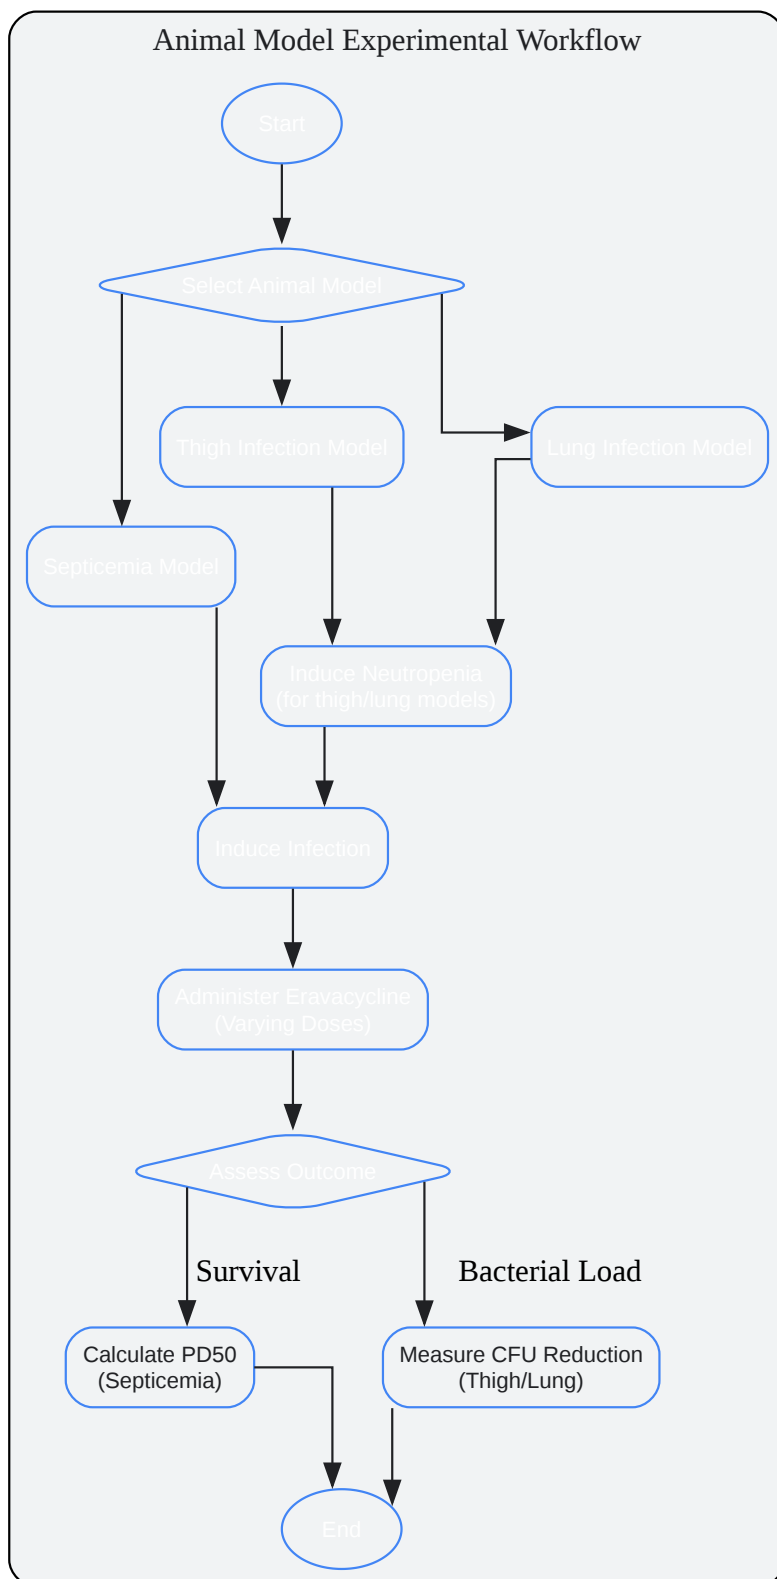 Animal Model Experimental Workflow
Start
Select Animal Model
Thigh Infection Model
Lung Infection Model
Septicemia Model
Induce Neutropenia
(for thigh/lung models)
Induce Infection
Administer Eravacycline
(Varying Doses)
Assess Outcome
Survival
Bacterial Load
Calculate PD50
(Septicemia)
Measure CFU Reduction
(Thigh/Lung)
End